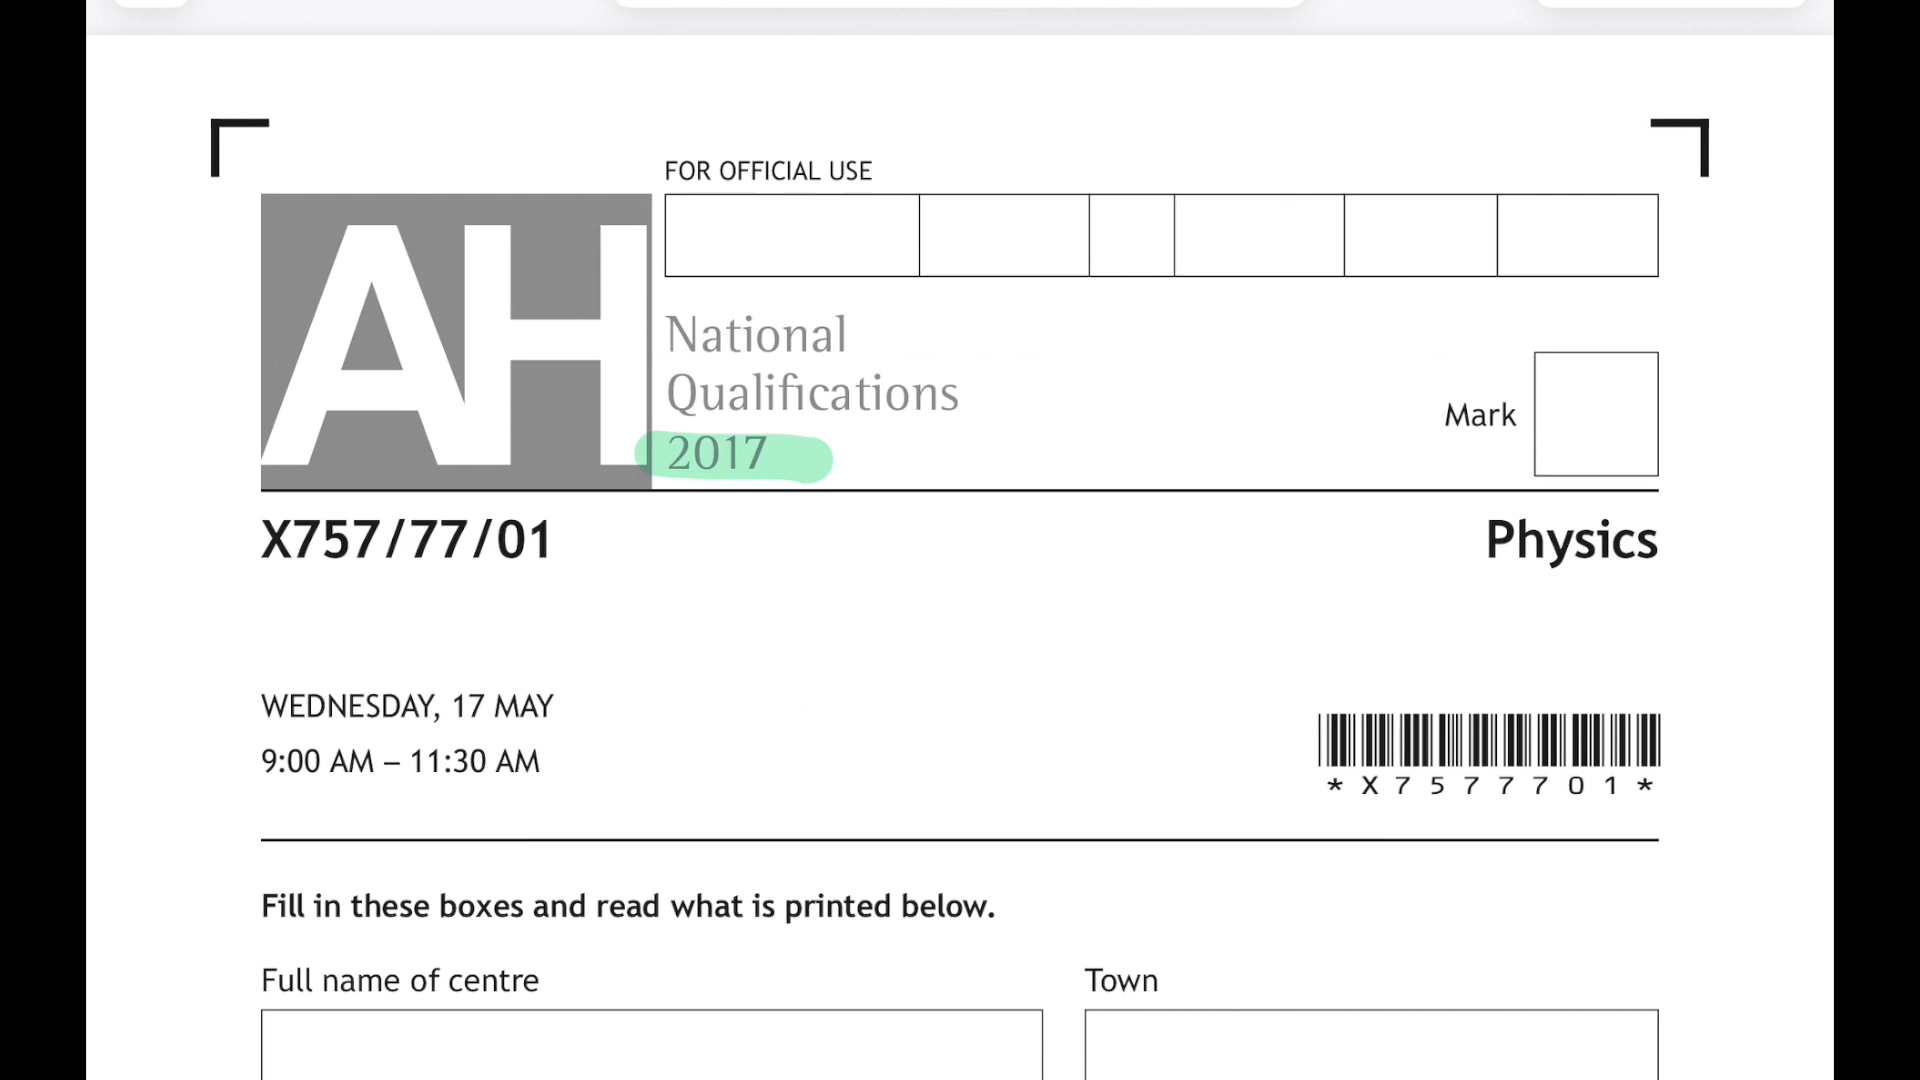 FOR OFFICIAL USE
AH
National
Qualifications
2017
Mark
X757/77/01
Physics
WEDNESDAY, 17 MAY
9:00 AM – 11:30 AM
*X7577701*
Fill in these boxes and read what is printed below.
Full name of centre
Town